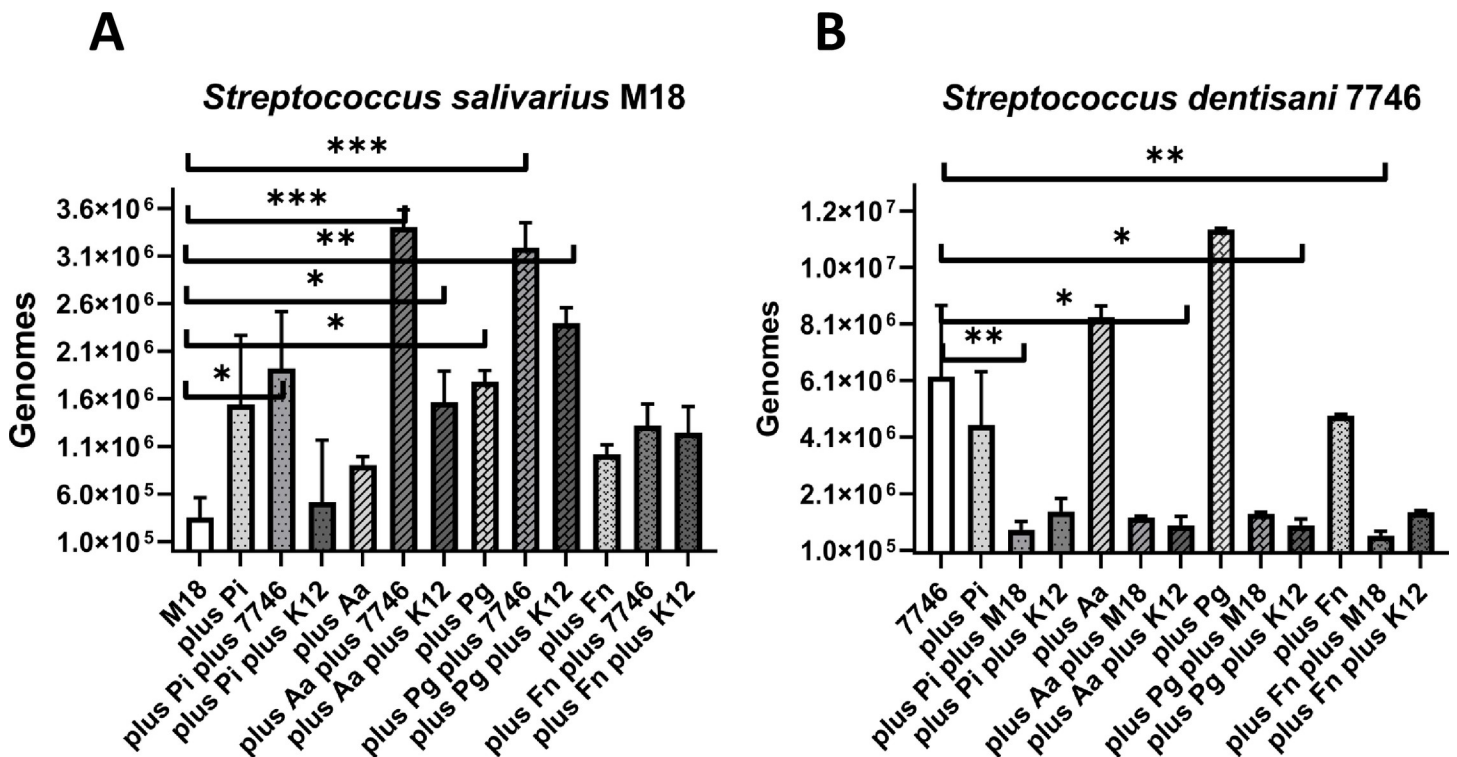 A
Streptococcus salivarius M18
***
***
**
*
*
*
Genomes
3.6×10⁶
3.1×10⁶
2.6×10⁶
2.1×10⁶
1.6×10⁶
1.1×10⁶
6.0×10⁵
1.0×10⁵
M18
plus Pi
plus Pi plus 7746
plus Pi plus K12
plus Aa
plus Aa plus 7746
plus Aa plus K12
plus Pg
plus Pg plus 7746
plus Pg plus K12
plus Fn
plus Fn plus 7746
plus Fn plus K12
B
Streptococcus dentisani 7746
**
*
*
**
Genomes
1.2×10⁷
1.0×10⁷
8.1×10⁶
6.1×10⁶
4.1×10⁶
2.1×10⁶
1.0×10⁵
7746
plus Pi
plus Pi plus M18
plus Pi plus K12
plus Aa
plus Aa plus M18
plus Aa plus K12
plus Pg
plus Pg plus M18
plus Pg plus K12
plus Fn
plus Fn plus M18
plus Fn plus K12